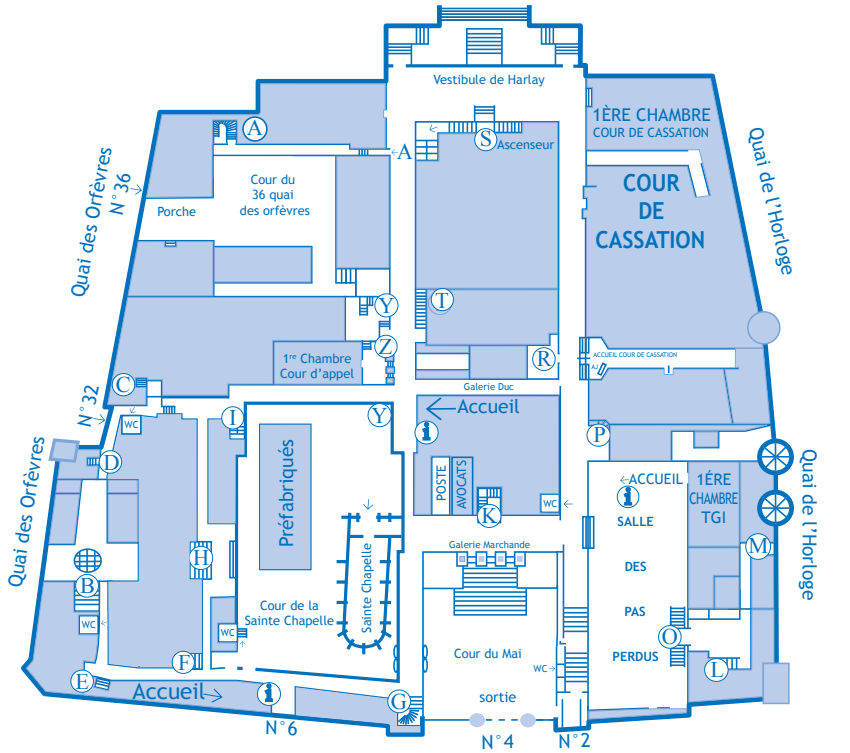 Vestibule de Harlay
1ÈRE CHAMBRE
COUR DE CASSATION
A
S
Ascenseur
←A
Quai des Orfèvres
N°36
Porche
Cour du
36 quai
des orfèvres
COUR
DE
CASSATION
Quai de l'Horloge
T
Y
Z
R
1re Chambre
Cour d'appel
ACCUEIL COUR DE CASSATION
AJ
Galerie Duc
C
N°32
WC
I
Y
←Accueil
i
P
D
Quai des Orfèvres
Préfabriqués
POSTE
AVOCATS
K
WC
←ACCUEIL
i
SALLE
DES
PAS
PERDUS
1ÉRE
CHAMBRE
TGI
Quai de l'Horloge
M
Galerie Marchande
H
B
WC
Sainte Chapelle
Cour de la
Sainte Chapelle
WC
O
L
Cour du Mai
WC→
F
E
Accueil→
i
G
sortie
N°6
N°4
N°2